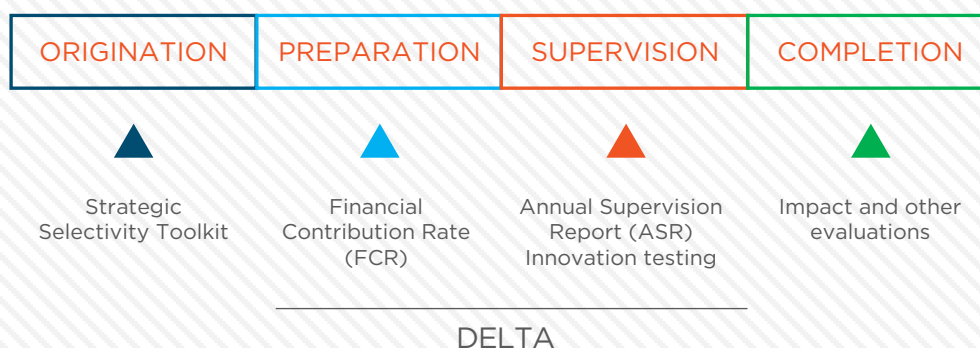 ORIGINATION
PREPARATION
SUPERVISION
COMPLETION
Strategic
Selectivity Toolkit
Financial
Contribution Rate
(FCR)
Annual Supervision
Report (ASR)
Innovation testing
Impact and other
evaluations
DELTA